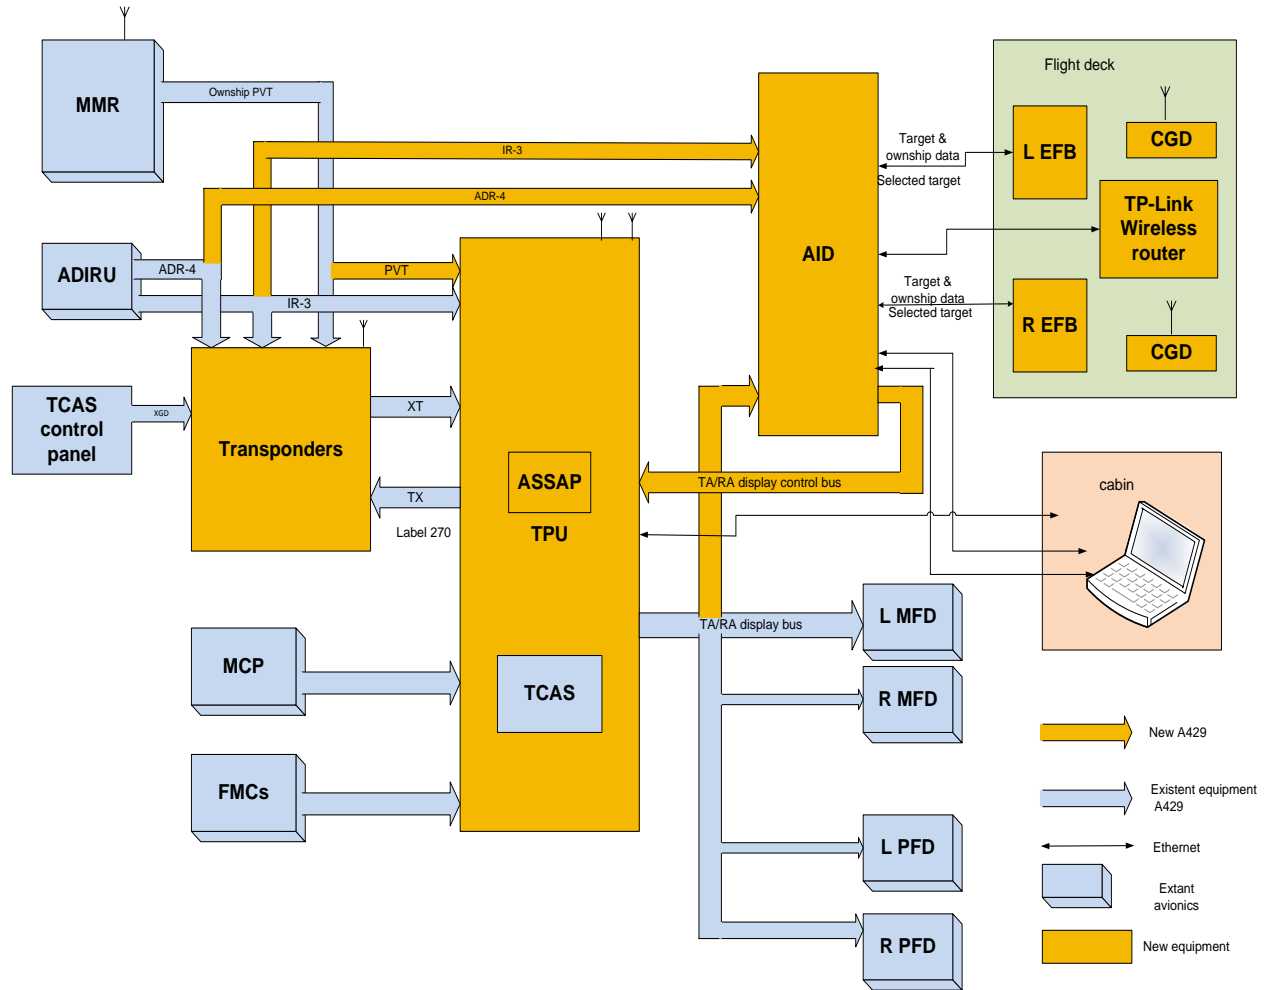 MMR
Ownship PVT
IR-3
ADR-4
ADIRU
ADR-4
IR-3
PVT
TCAS
control
panel
XGD
Transponders
XT
TX
Label 270
ASSAP
TPU
TCAS
MCP
FMCs
AID
Target &
ownship data
Selected target
Target &
ownship data
Selected target
Flight deck
L EFB
CGD
TP-Link
Wireless
router
R EFB
CGD
TA/RA display control bus
cabin
TA/RA display bus
L MFD
R MFD
L PFD
R PFD
New A429
Existent equipment
A429
Ethernet
Extant
avionics
New equipment